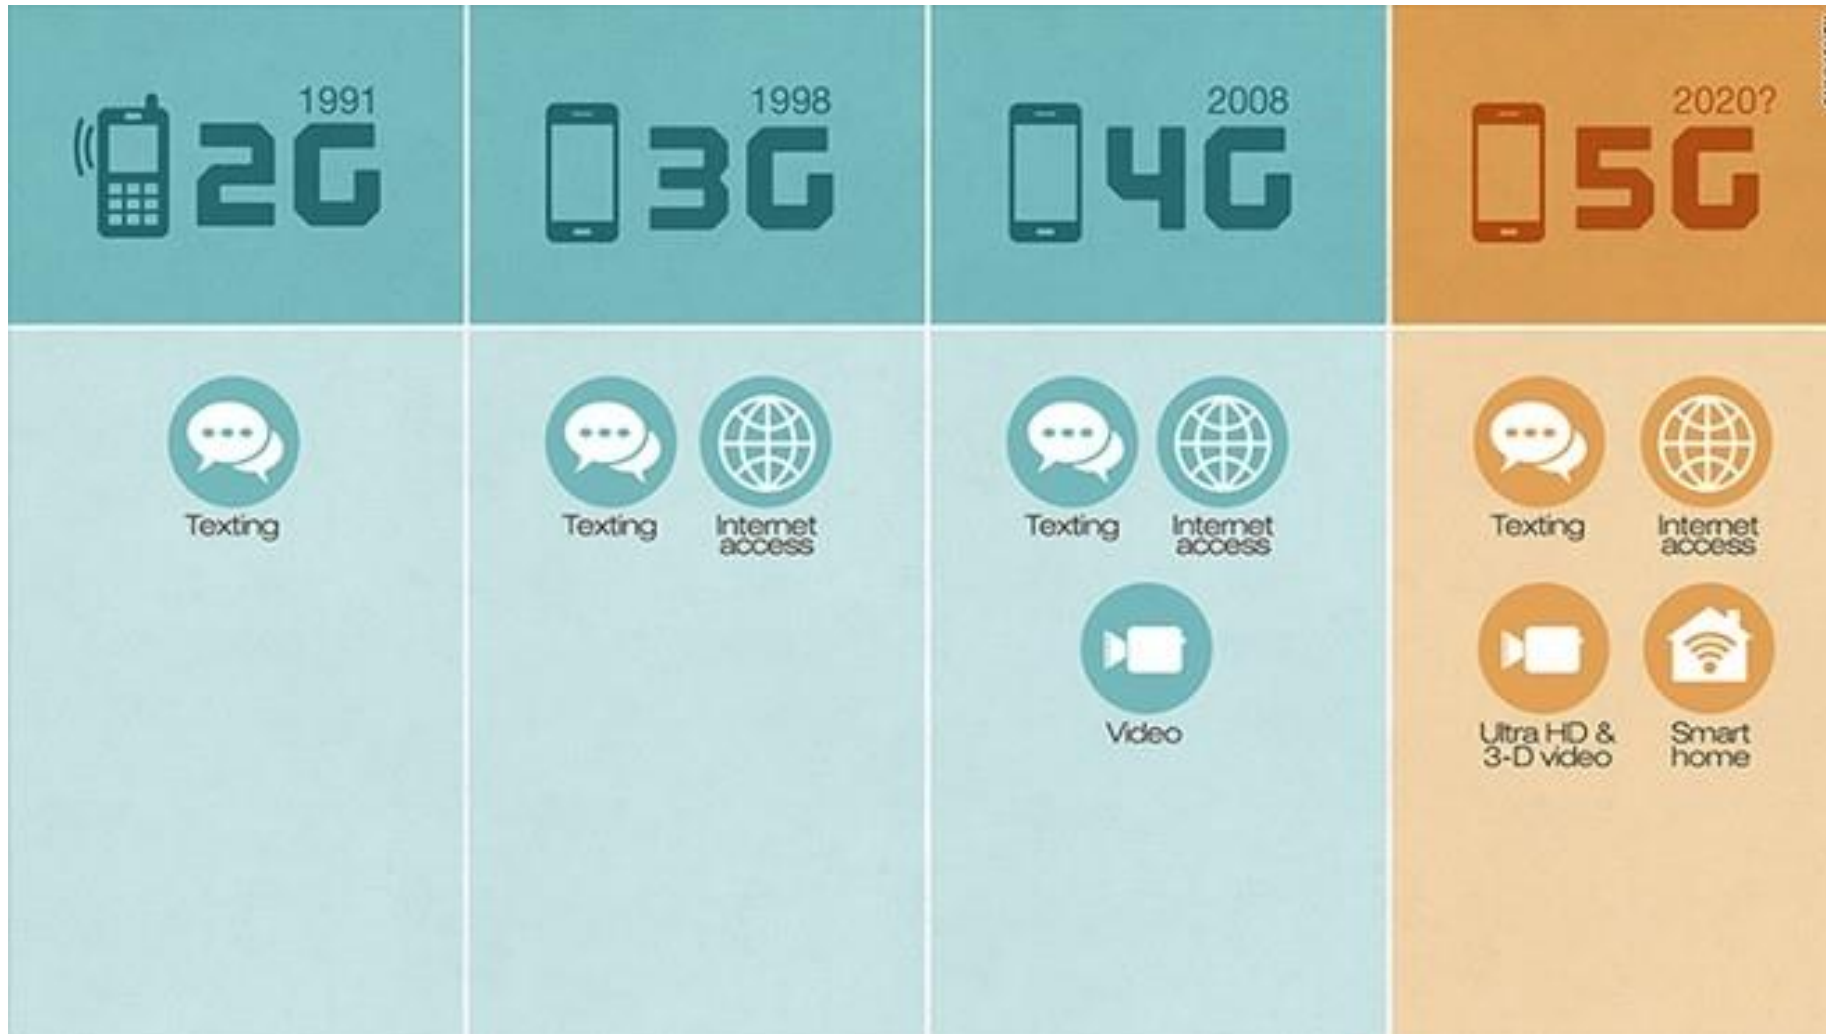 1991
2G
1998
3G
2008
4G
2020?
5G
Texting
Texting
Internet
access
Texting
Internet
access
Video
Texting
Internet
access
Ultra HD &
3-D video
Smart
home